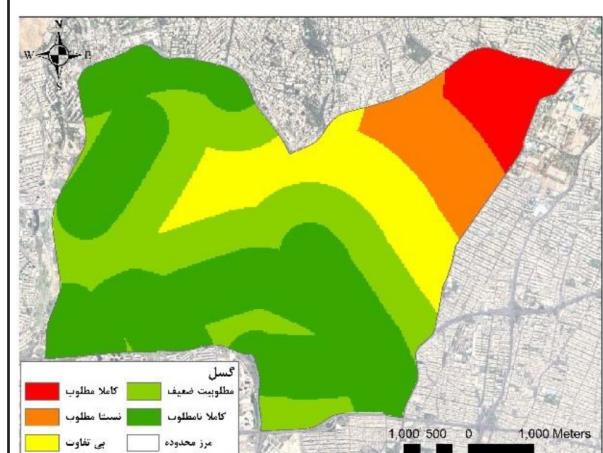 N
W E
S
گسل
کاملا مطلوب مطلوبیت ضعیف
نسبتا مطلوب کاملا نامطلوب
بی تفاوت مرز محدوده
1,000 500 0 1,000 Meters